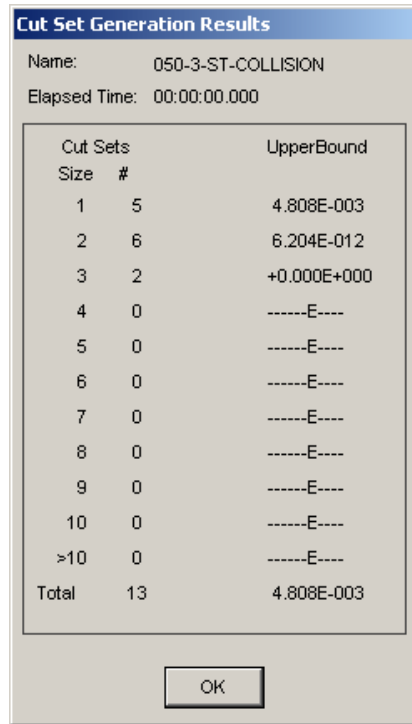 Cut Set Generation Results
Name: 050-3-ST-COLLISION
Elapsed Time: 00:00:00.000
Cut Sets UpperBound
Size #
1 5 4.808E-003
2 6 6.204E-012
3 2 +0.000E+000
4 0 ------E----
5 0 ------E----
6 0 ------E----
7 0 ------E----
8 0 ------E----
9 0 ------E----
10 0 ------E----
>10 0 ------E----
Total 13 4.808E-003
OK